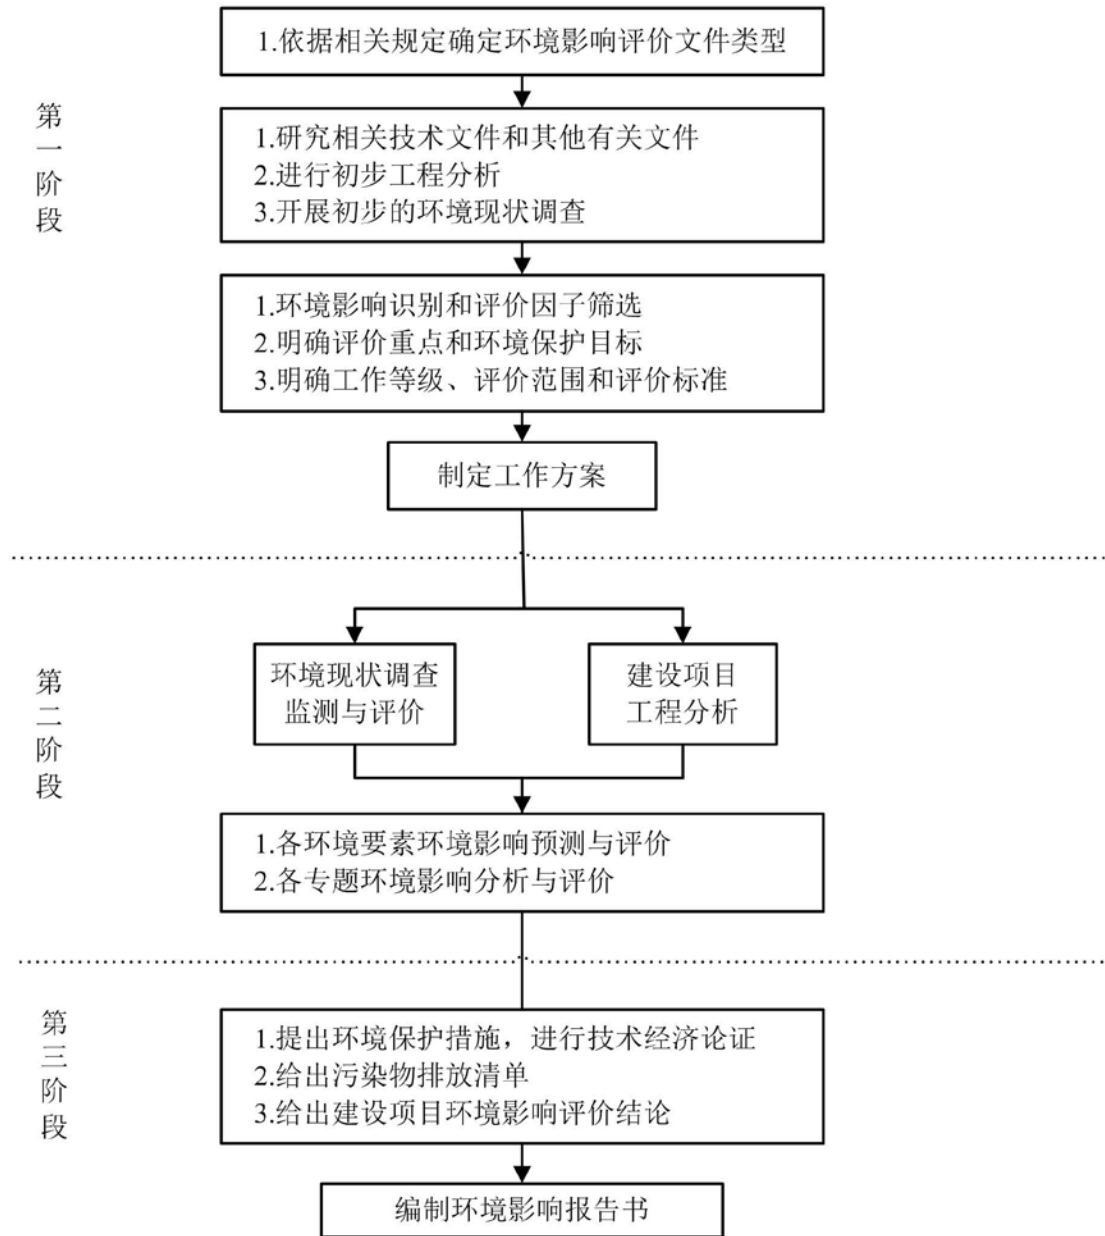 1.依据相关规定确定环境影响评价文件类型
第一阶段
1.研究相关技术文件和其他有关文件
2.进行初步工程分析
3.开展初步的环境现状调查
1.环境影响识别和评价因子筛选
2.明确评价重点和环境保护目标
3.明确工作等级、评价范围和评价标准
制定工作方案
第二阶段
环境现状调查
监测与评价
建设项目
工程分析
1.各环境要素环境影响预测与评价
2.各专题环境影响分析与评价
第三阶段
1.提出环境保护措施，进行技术经济论证
2.给出污染物排放清单
3.给出建设项目环境影响评价结论
编制环境影响报告书